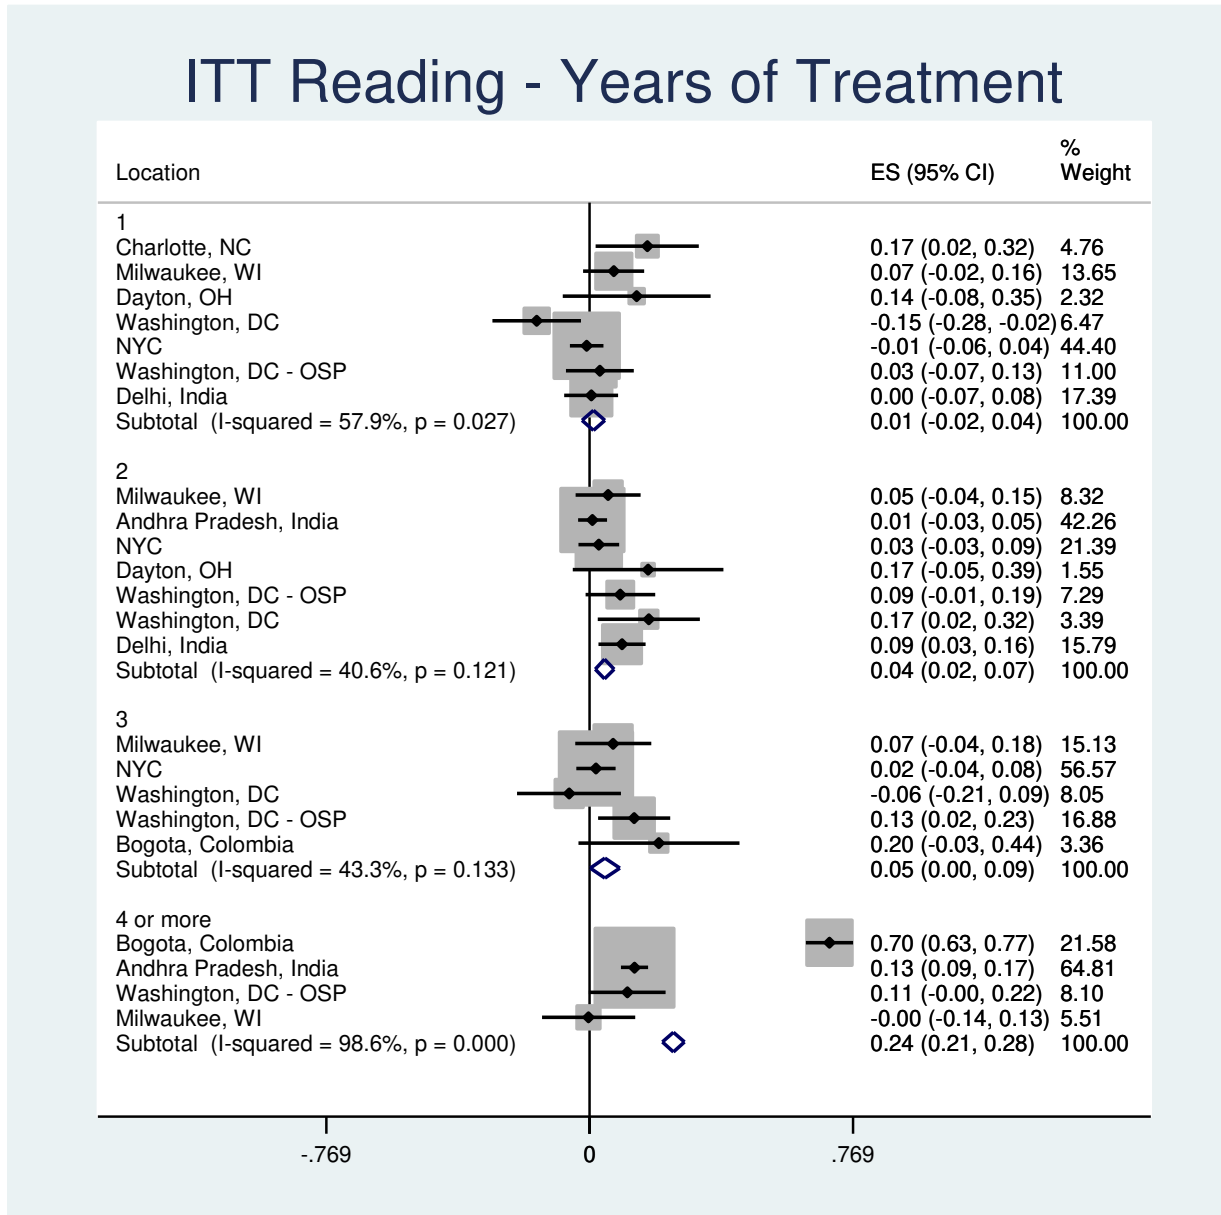 ITT Reading - Years of Treatment
%
Location ES (95% CI) Weight
1
Charlotte, NC 0.17 (0.02, 0.32) 4.76
Milwaukee, WI 0.07 (-0.02, 0.16) 13.65
Dayton, OH 0.14 (-0.08, 0.35) 2.32
Washington, DC -0.15 (-0.28, -0.02) 6.47
NYC -0.01 (-0.06, 0.04) 44.40
Washington, DC - OSP 0.03 (-0.07, 0.13) 11.00
Delhi, India 0.00 (-0.07, 0.08) 17.39
Subtotal (I-squared = 57.9%, p = 0.027) 0.01 (-0.02, 0.04) 100.00
2
Milwaukee, WI 0.05 (-0.04, 0.15) 8.32
Andhra Pradesh, India 0.01 (-0.03, 0.05) 42.26
NYC 0.03 (-0.03, 0.09) 21.39
Dayton, OH 0.17 (-0.05, 0.39) 1.55
Washington, DC - OSP 0.09 (-0.01, 0.19) 7.29
Washington, DC 0.17 (0.02, 0.32) 3.39
Delhi, India 0.09 (0.03, 0.16) 15.79
Subtotal (I-squared = 40.6%, p = 0.121) 0.04 (0.02, 0.07) 100.00
3
Milwaukee, WI 0.07 (-0.04, 0.18) 15.13
NYC 0.02 (-0.04, 0.08) 56.57
Washington, DC -0.06 (-0.21, 0.09) 8.05
Washington, DC - OSP 0.13 (0.02, 0.23) 16.88
Bogota, Colombia 0.20 (-0.03, 0.44) 3.36
Subtotal (I-squared = 43.3%, p = 0.133) 0.05 (0.00, 0.09) 100.00
4 or more
Bogota, Colombia 0.70 (0.63, 0.77) 21.58
Andhra Pradesh, India 0.13 (0.09, 0.17) 64.81
Washington, DC - OSP 0.11 (-0.00, 0.22) 8.10
Milwaukee, WI -0.00 (-0.14, 0.13) 5.51
Subtotal (I-squared = 98.6%, p = 0.000) 0.24 (0.21, 0.28) 100.00
-.769 0 .769